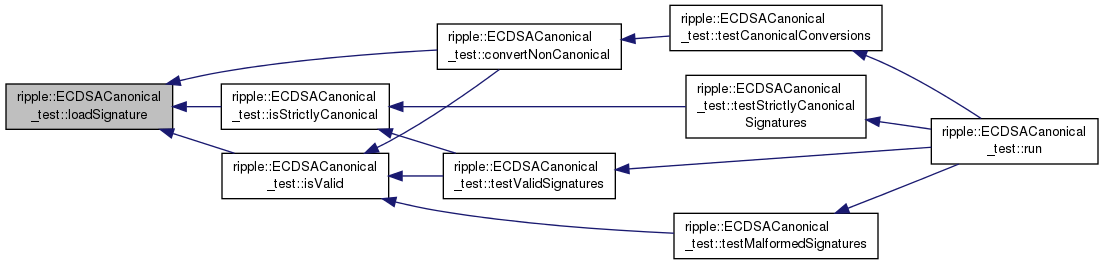 ripple::ECDSACanonical
_test::loadSignature
ripple::ECDSACanonical
_test::convertNonCanonical
ripple::ECDSACanonical
_test::isStrictlyCanonical
ripple::ECDSACanonical
_test::isValid
ripple::ECDSACanonical
_test::testCanonicalConversions
ripple::ECDSACanonical
_test::testStrictlyCanonical
Signatures
ripple::ECDSACanonical
_test::testValidSignatures
ripple::ECDSACanonical
_test::testMalformedSignatures
ripple::ECDSACanonical
_test::run